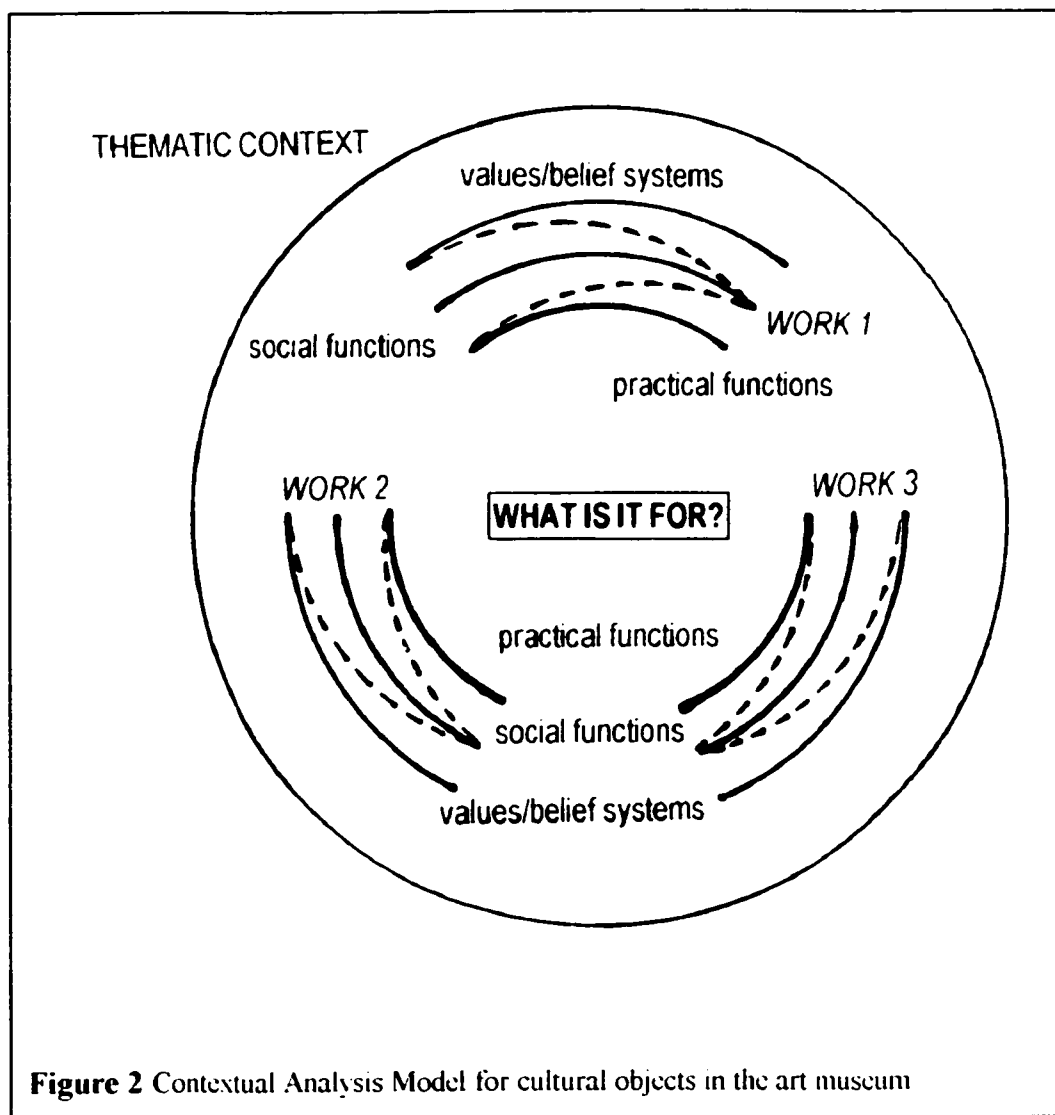 THEMATIC CONTEXT
values/belief systems
WORK 1
social functions
practical functions
WORK 2
WORK 3
WHAT IS IT FOR?
practical functions
social functions
values/belief systems
Figure 2 Contextual Analysis Model for cultural objects in the art museum